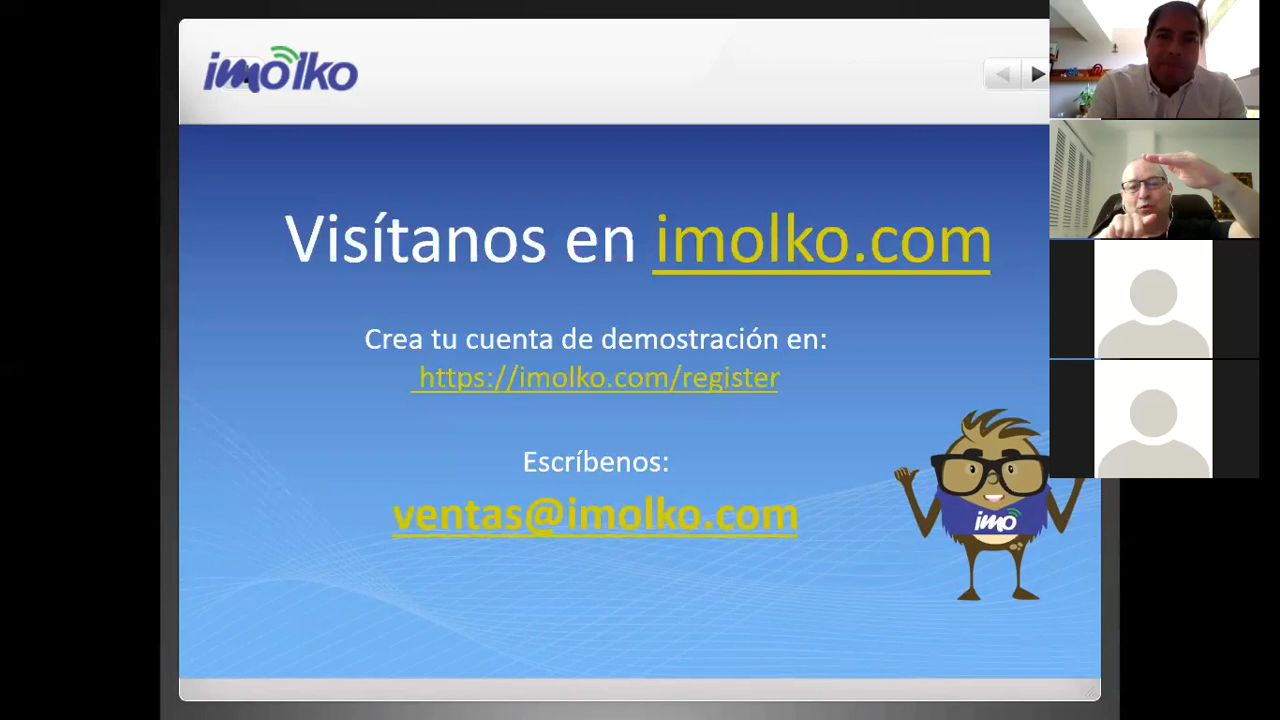 imolko
Visítanos en imolko.com
Crea tu cuenta de demostración en:
https://imolko.com/register
Escríbenos:
ventas@imolko.com
imo